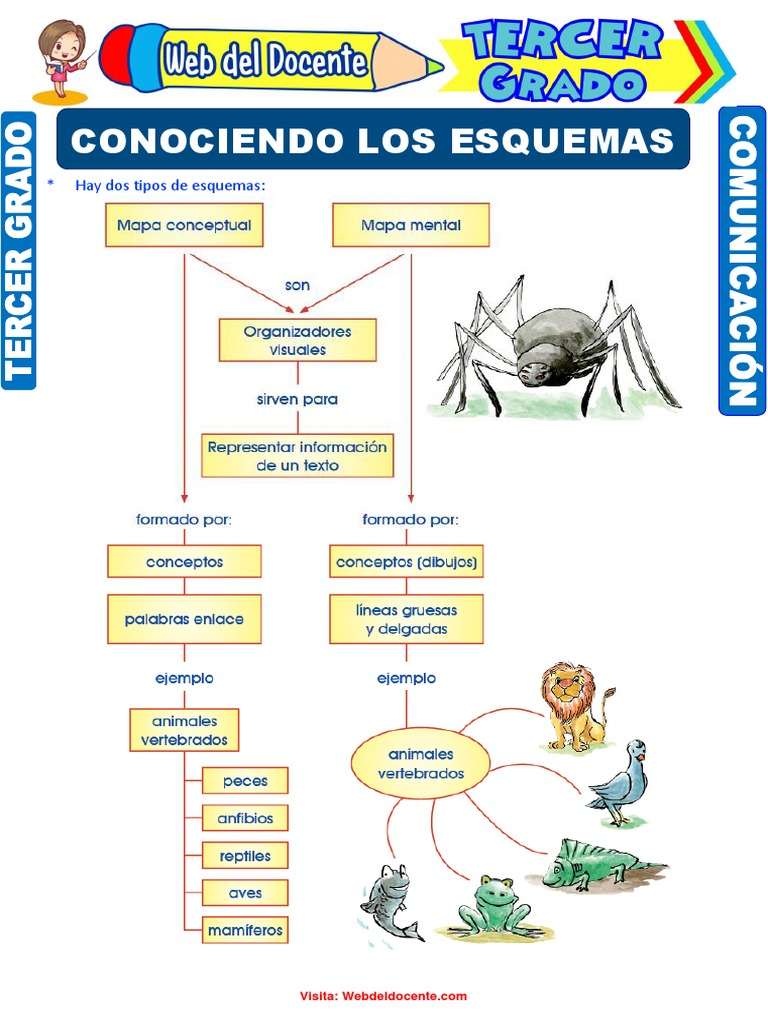 Web del Docente
TERCER
GRADO
CONOCIENDO LOS ESQUEMAS
TERCER GRADO
COMUNICACIÓN
* Hay dos tipos de esquemas:
Mapa conceptual
Mapa mental
son
Organizadores
visuales
sirven para
Representar información
de un texto
formado por:
formado por:
conceptos
conceptos (dibujos)
palabras enlace
líneas gruesas
y delgadas
ejemplo
ejemplo
animales
vertebrados
animales
vertebrados
peces
anfibios
reptiles
aves
mamíferos
Visita: Webdeldocente.com